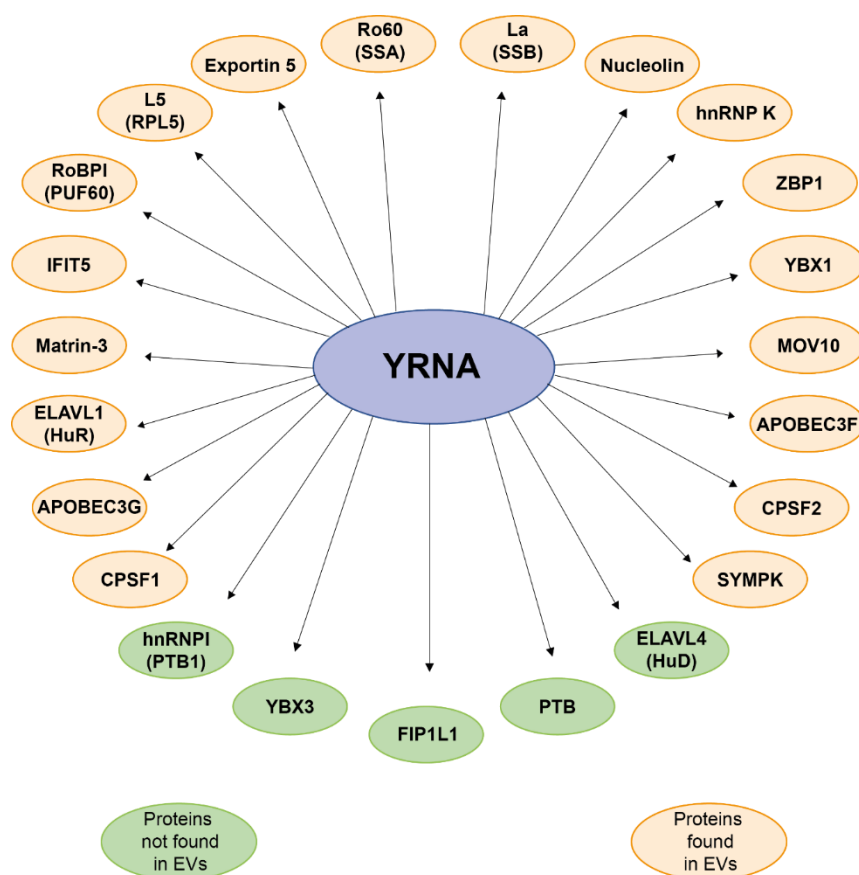 Ro60
(SSA)
La
(SSB)
Exportin 5
Nucleolin
L5
(RPL5)
hnRNP K
RoBPI
(PUF60)
ZBP1
IFIT5
YBX1
Matrin-3
YRNA
MOV10
ELAVL1
(HuR)
APOBEC3F
APOBEC3G
CPSF2
CPSF1
SYMPK
hnRNPI
(PTB1)
ELAVL4
(HuD)
YBX3
PTB
FIP1L1
Proteins
not found
in EVs
Proteins
found
in EVs